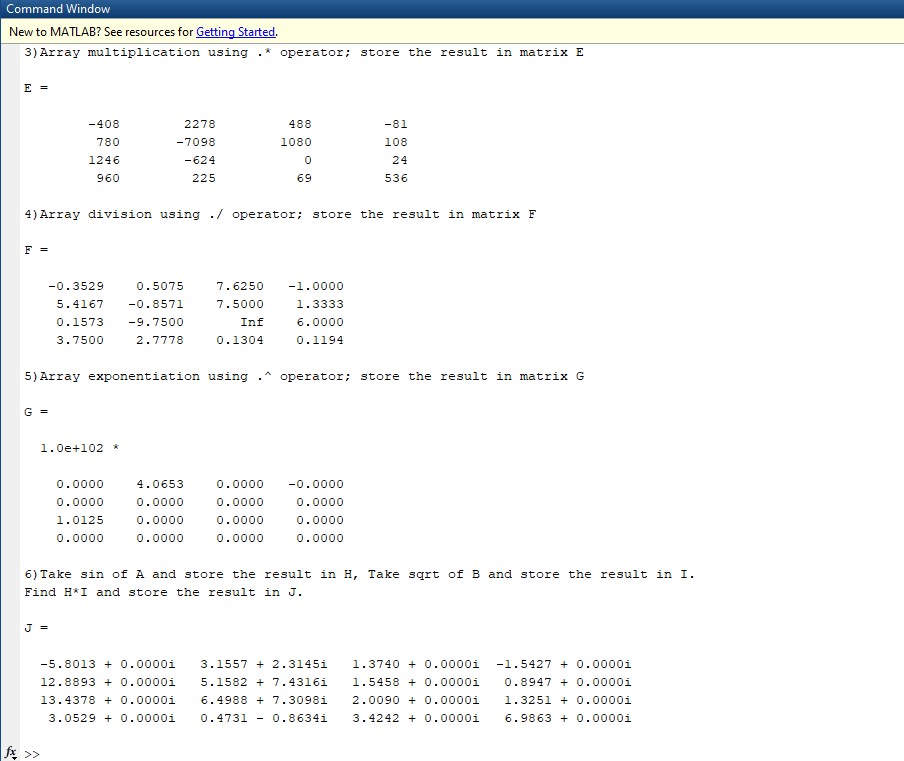 Command Window
New to MATLAB? See resources for Getting Started.
3)Array multiplication using .* operator; store the result in matrix E
E =
-408 2278 488 -81
780 -7098 1080 108
1246 -624 0 24
960 225 69 536
4)Array division using ./ operator; store the result in matrix F
F =
-0.3529 0.5075 7.6250 -1.0000
5.4167 -0.8571 7.5000 1.3333
0.1573 -9.7500 Inf 6.0000
3.7500 2.7778 0.1304 0.1194
5)Array exponentiation using .^ operator; store the result in matrix G
G =
1.0e+102 *
0.0000 4.0653 0.0000 -0.0000
0.0000 0.0000 0.0000 0.0000
1.0125 0.0000 0.0000 0.0000
0.0000 0.0000 0.0000 0.0000
6)Take sin of A and store the result in H, Take sqrt of B and store the result in I.
Find H*I and store the result in J.
J =
-5.8013 + 0.0000i 3.1557 + 2.3145i 1.3740 + 0.0000i -1.5427 + 0.0000i
12.8893 + 0.0000i 5.1582 + 7.4316i 1.5458 + 0.0000i 0.8947 + 0.0000i
13.4378 + 0.0000i 6.4988 + 7.3098i 2.0090 + 0.0000i 1.3251 + 0.0000i
3.0529 + 0.0000i 0.4731 - 0.8634i 3.4242 + 0.0000i 6.9863 + 0.0000i
fx >>